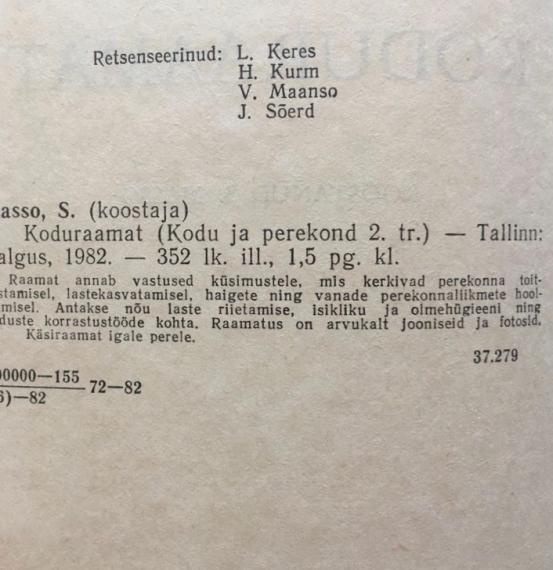 Retsenseerinud: L. Keres
H. Kurm
V. Maanso
J. Sõerd
asso, S. (koostaja)
Koduraamat (Kodu ja perekond 2. tr.) — Tallinn:
algus, 1982. — 352 lk. ill., 1,5 pg. kl.
Raamat annab vastused küsimustele, mis kerkivad perekonna toit-
stamisel, lastekasvatamisel, haigete ning vanade perekonnaliikmete hool-
misel. Antakse nõu laste riietamise, isikliku ja olmehügieeni ning
duste korrastustööde kohta. Raamatus on arvukalt jooniseid ja fotosid.
Käsiraamat igale perele.
37.279
00000—155
6)—82
72—82